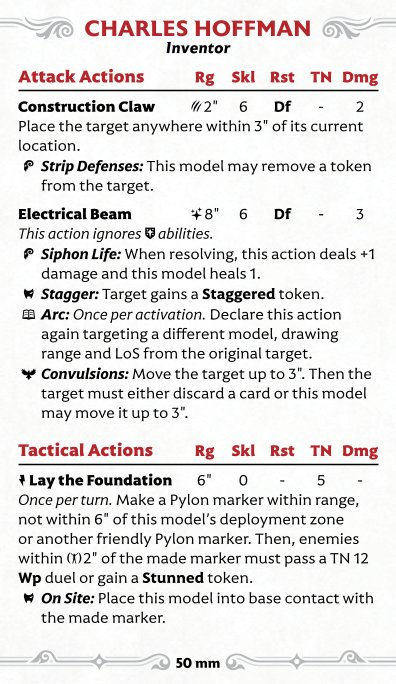 CHARLES HOFFMAN
Inventor
Attack Actions Rg Skl Rst TN Dmg
Construction Claw 2" 6 Df - 2
Place the target anywhere within 3" of its current
location.
Strip Defenses: This model may remove a token
from the target.
Electrical Beam 8" 6 Df - 3
This action ignores abilities.
Siphon Life: When resolving, this action deals +1
damage and this model heals 1.
Stagger: Target gains a Staggered token.
Arc: Once per activation. Declare this action
again targeting a different model, drawing
range and LoS from the original target.
Convulsions: Move the target up to 3". Then the
target must either discard a card or this model
may move it up to 3".
Tactical Actions Rg Skl Rst TN Dmg
Lay the Foundation 6" 0 - 5 -
Once per turn. Make a Pylon marker within range,
not within 6" of this model's deployment zone
or another friendly Pylon marker. Then, enemies
within 2" of the made marker must pass a TN 12
Wp duel or gain a Stunned token.
On Site: Place this model into base contact with
the made marker.
50 mm